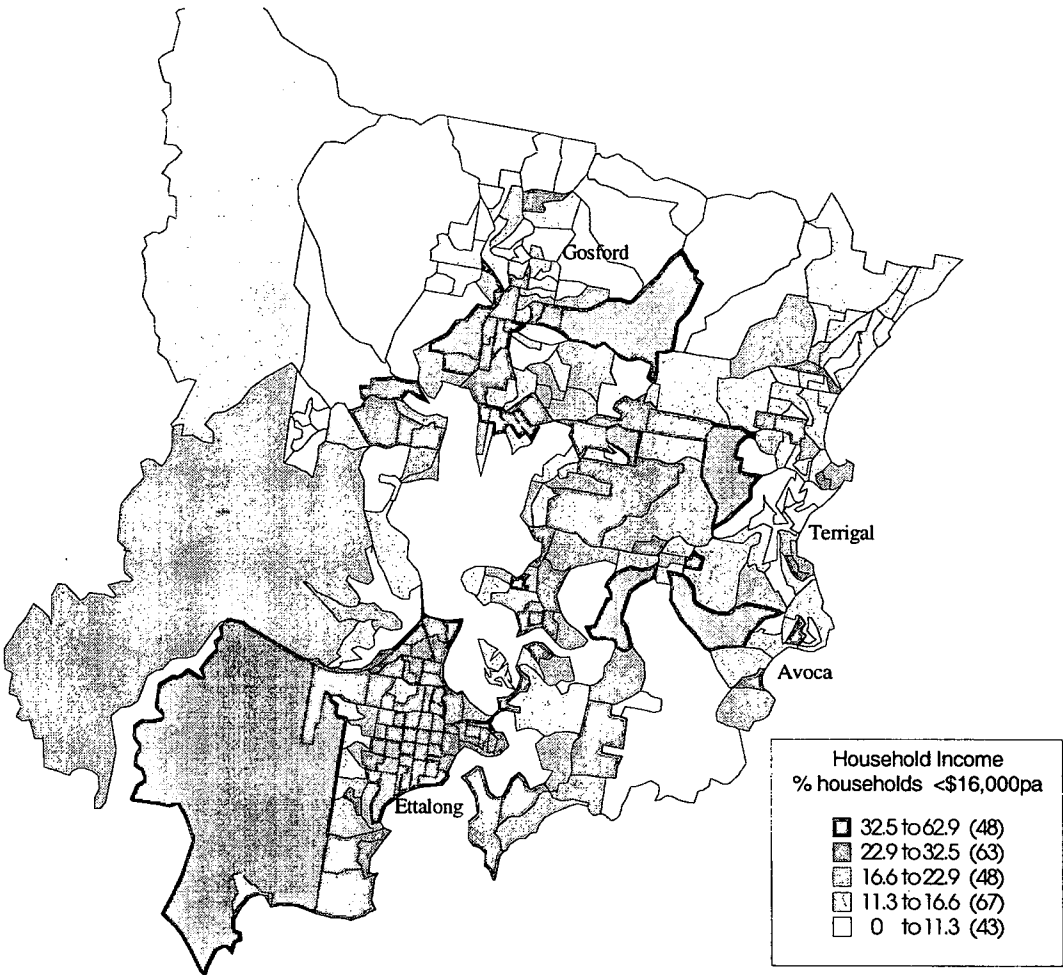 Gosford
Terrigal
Avoca
Ettalong
Household Income
% households <$16,000pa
32.5 to 62.9 (48)
22.9 to 32.5 (63)
16.6 to 22.9 (48)
11.3 to 16.6 (67)
0 to 11.3 (43)